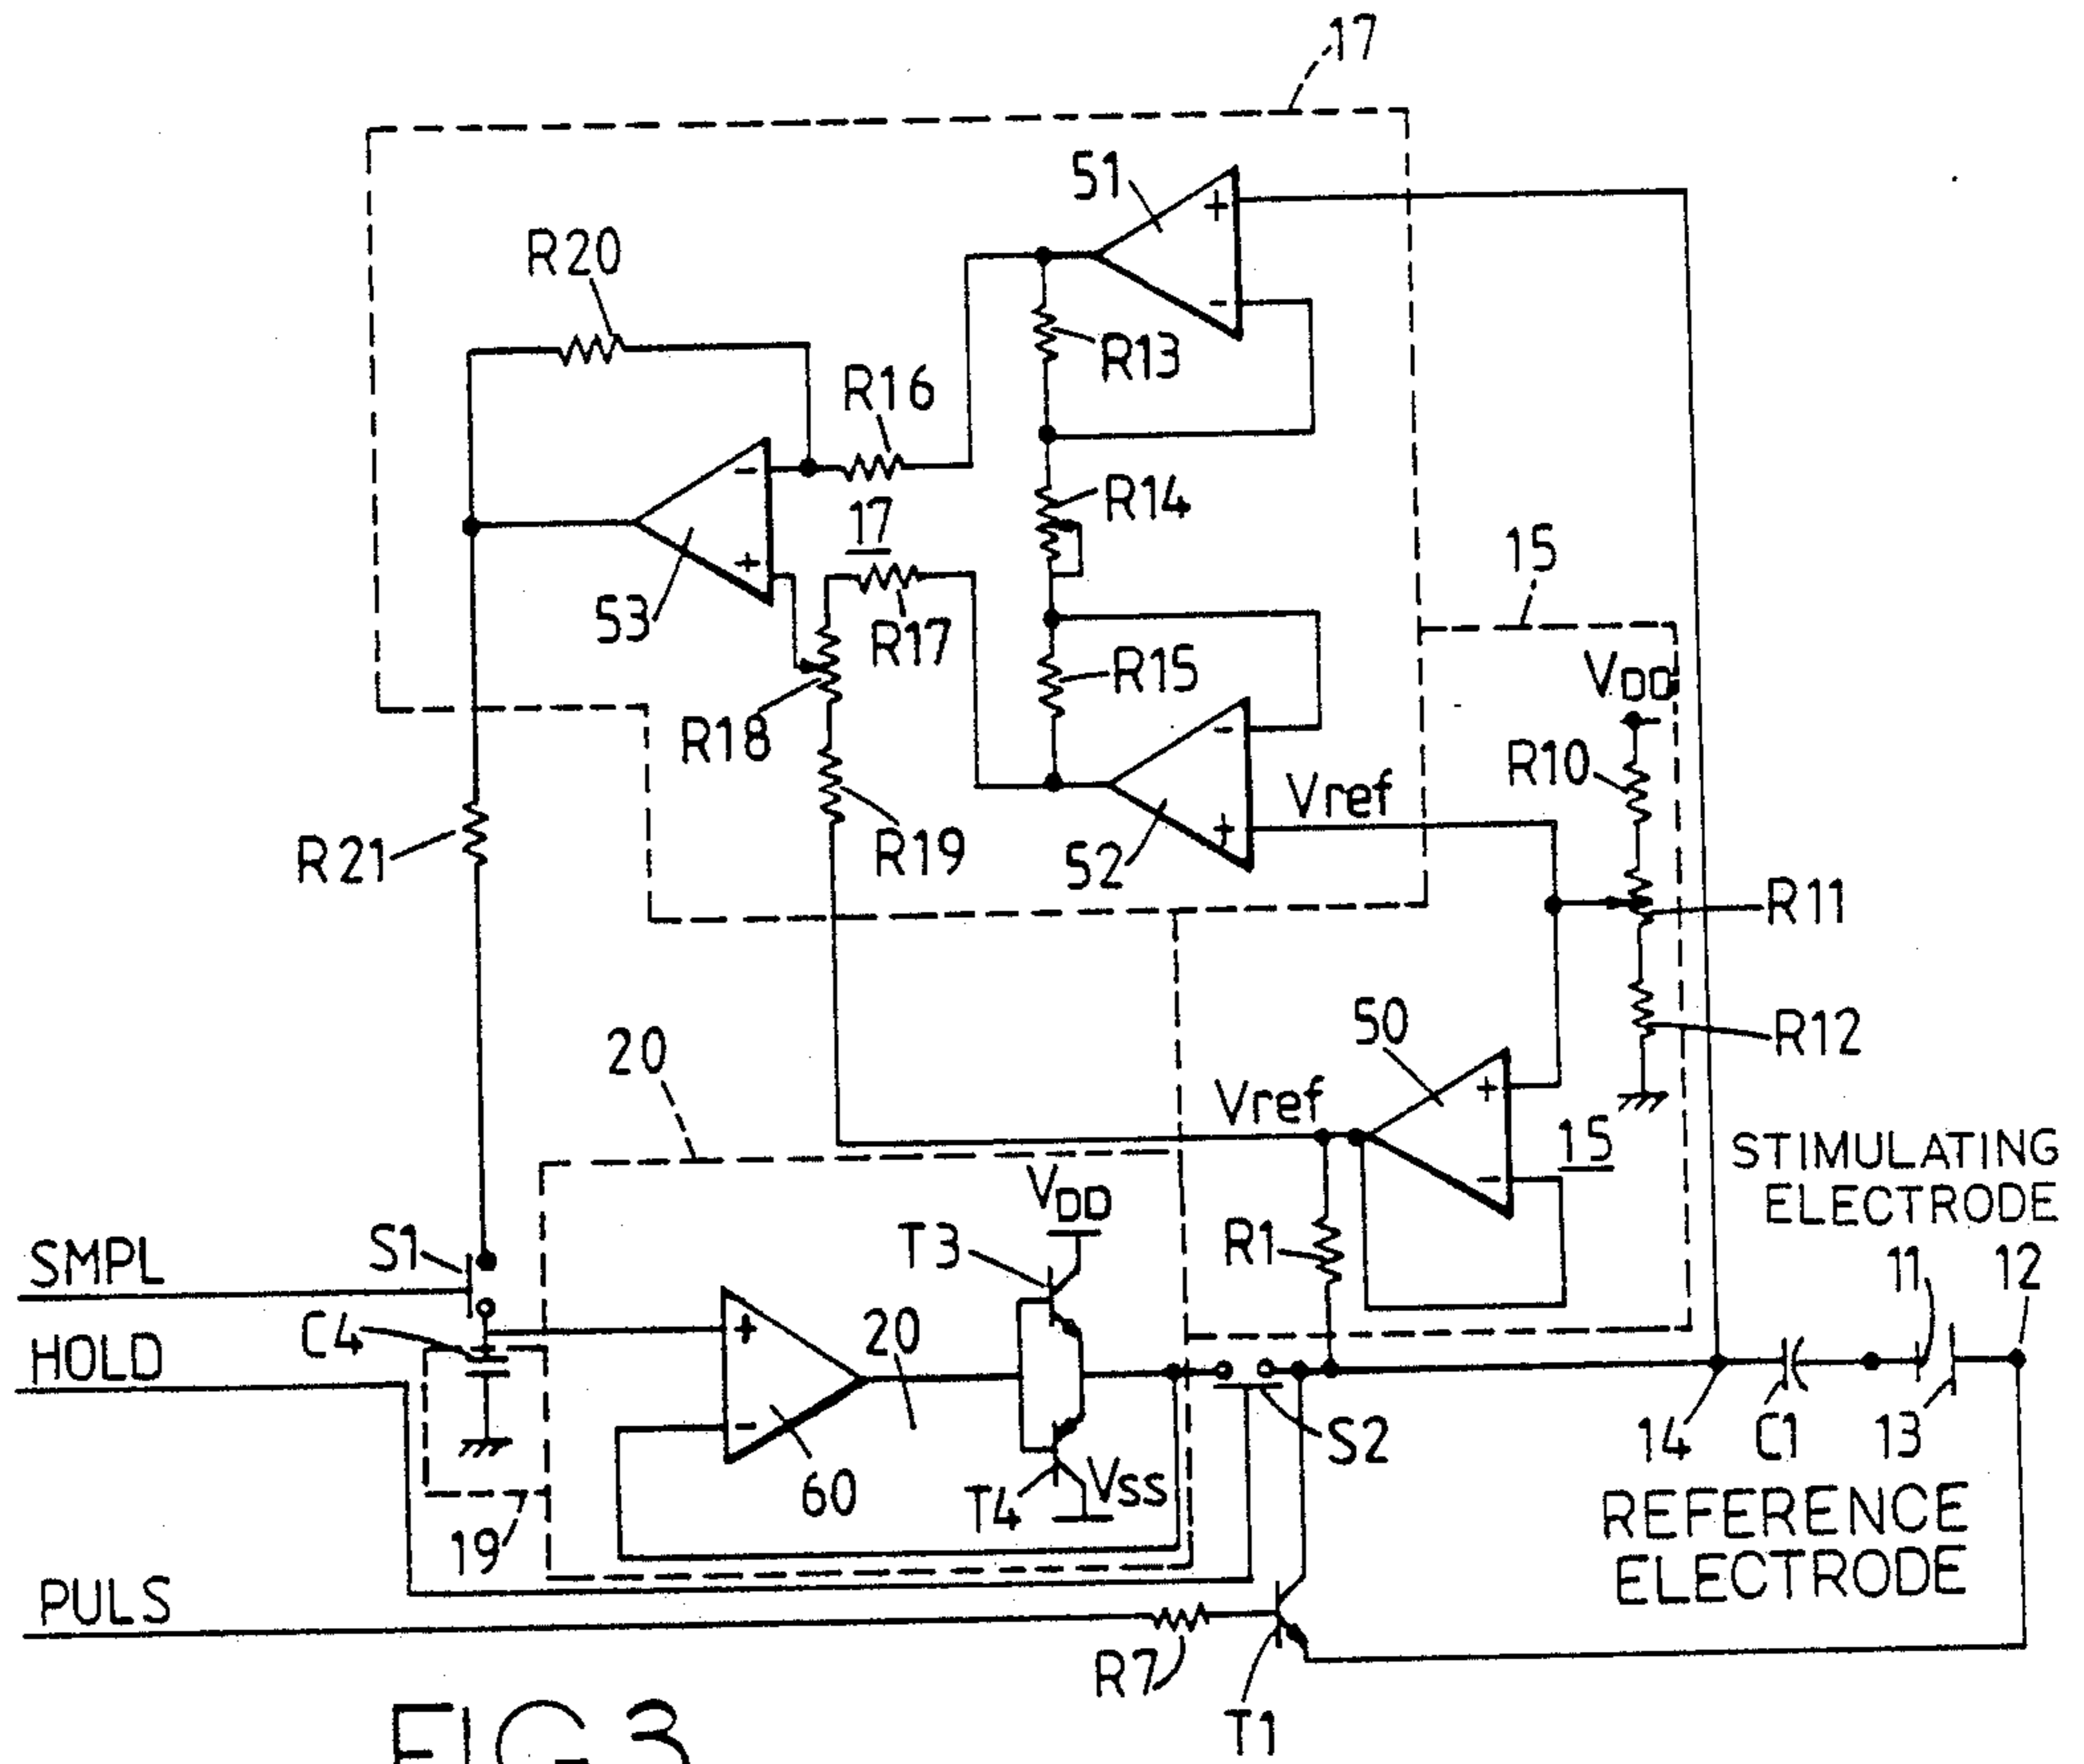 17
51
+
-
R20
R13
R16
-
17
R14
+
53
R17
15
R15
VDD
R18
-
R10
Vref
R21
R19
52
+
R11
50
R12
20
+
Vref
15
-
STIMULATING
ELECTRODE
VDD
S1
T3
R1
11
12
SMPL
C4
+
20
HOLD
S2
14
C1
13
-
60
T4
VSS
REFERENCE
ELECTRODE
19
PULS
R7
T1
FIG.3